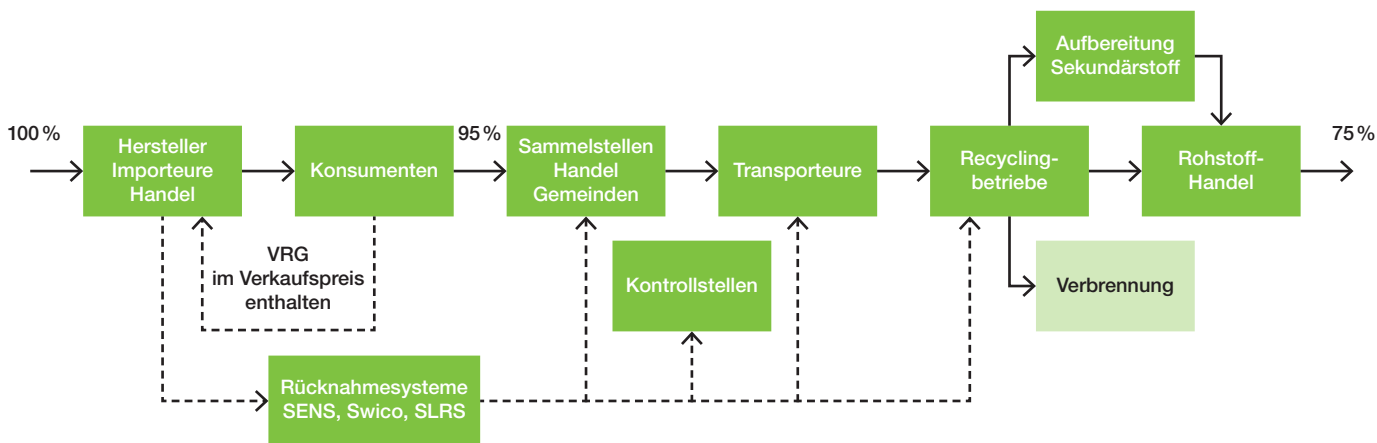 Aufbereitung
Sekundärstoff
100 %
Hersteller
Importeure
Handel
Konsumenten
95 %
Sammelstellen
Handel
Gemeinden
Transporteure
Recycling-
betriebe
Rohstoff-
Handel
75 %
VRG
im Verkaufspreis
enthalten
Kontrollstellen
Verbrennung
Rücknahmesysteme
SENS, Swico, SLRS